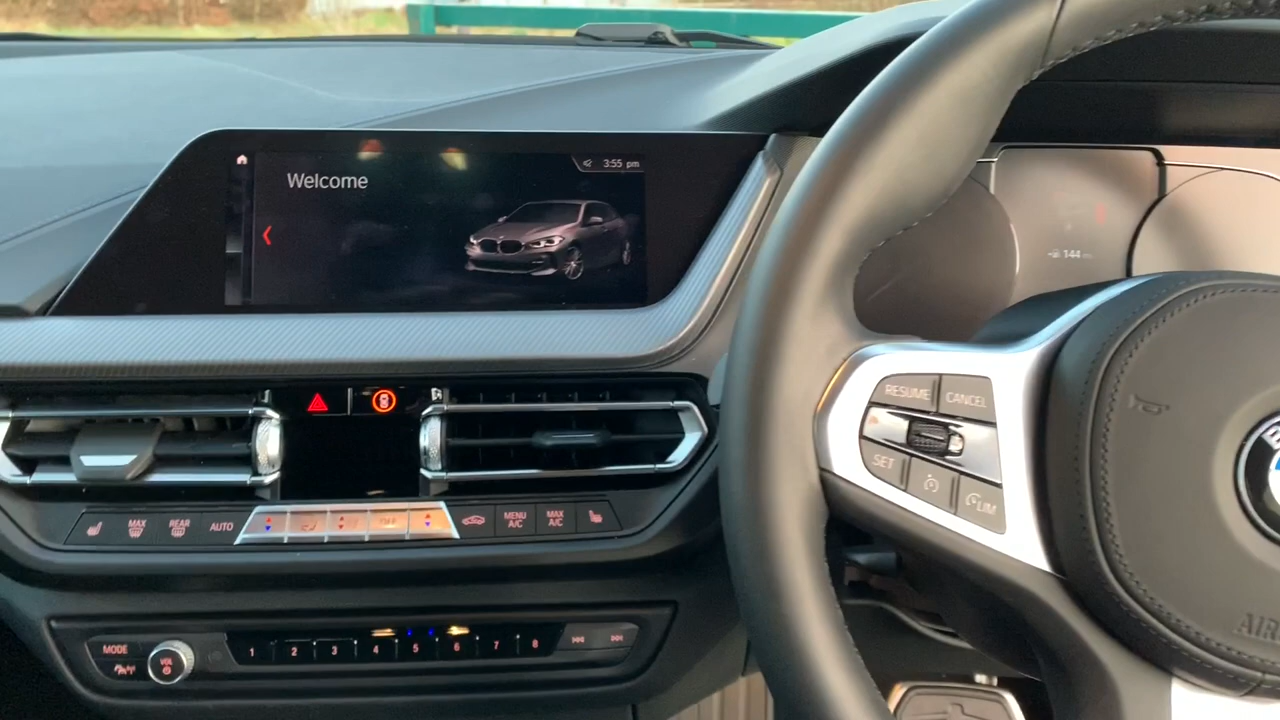 3:55 pm
Welcome
144
RESUME CANCEL
SET
LIM
MAX REAR AUTO MENU A/C MAX A/C
MODE VOL 1 2 3 4 5 6 7 8
AIR